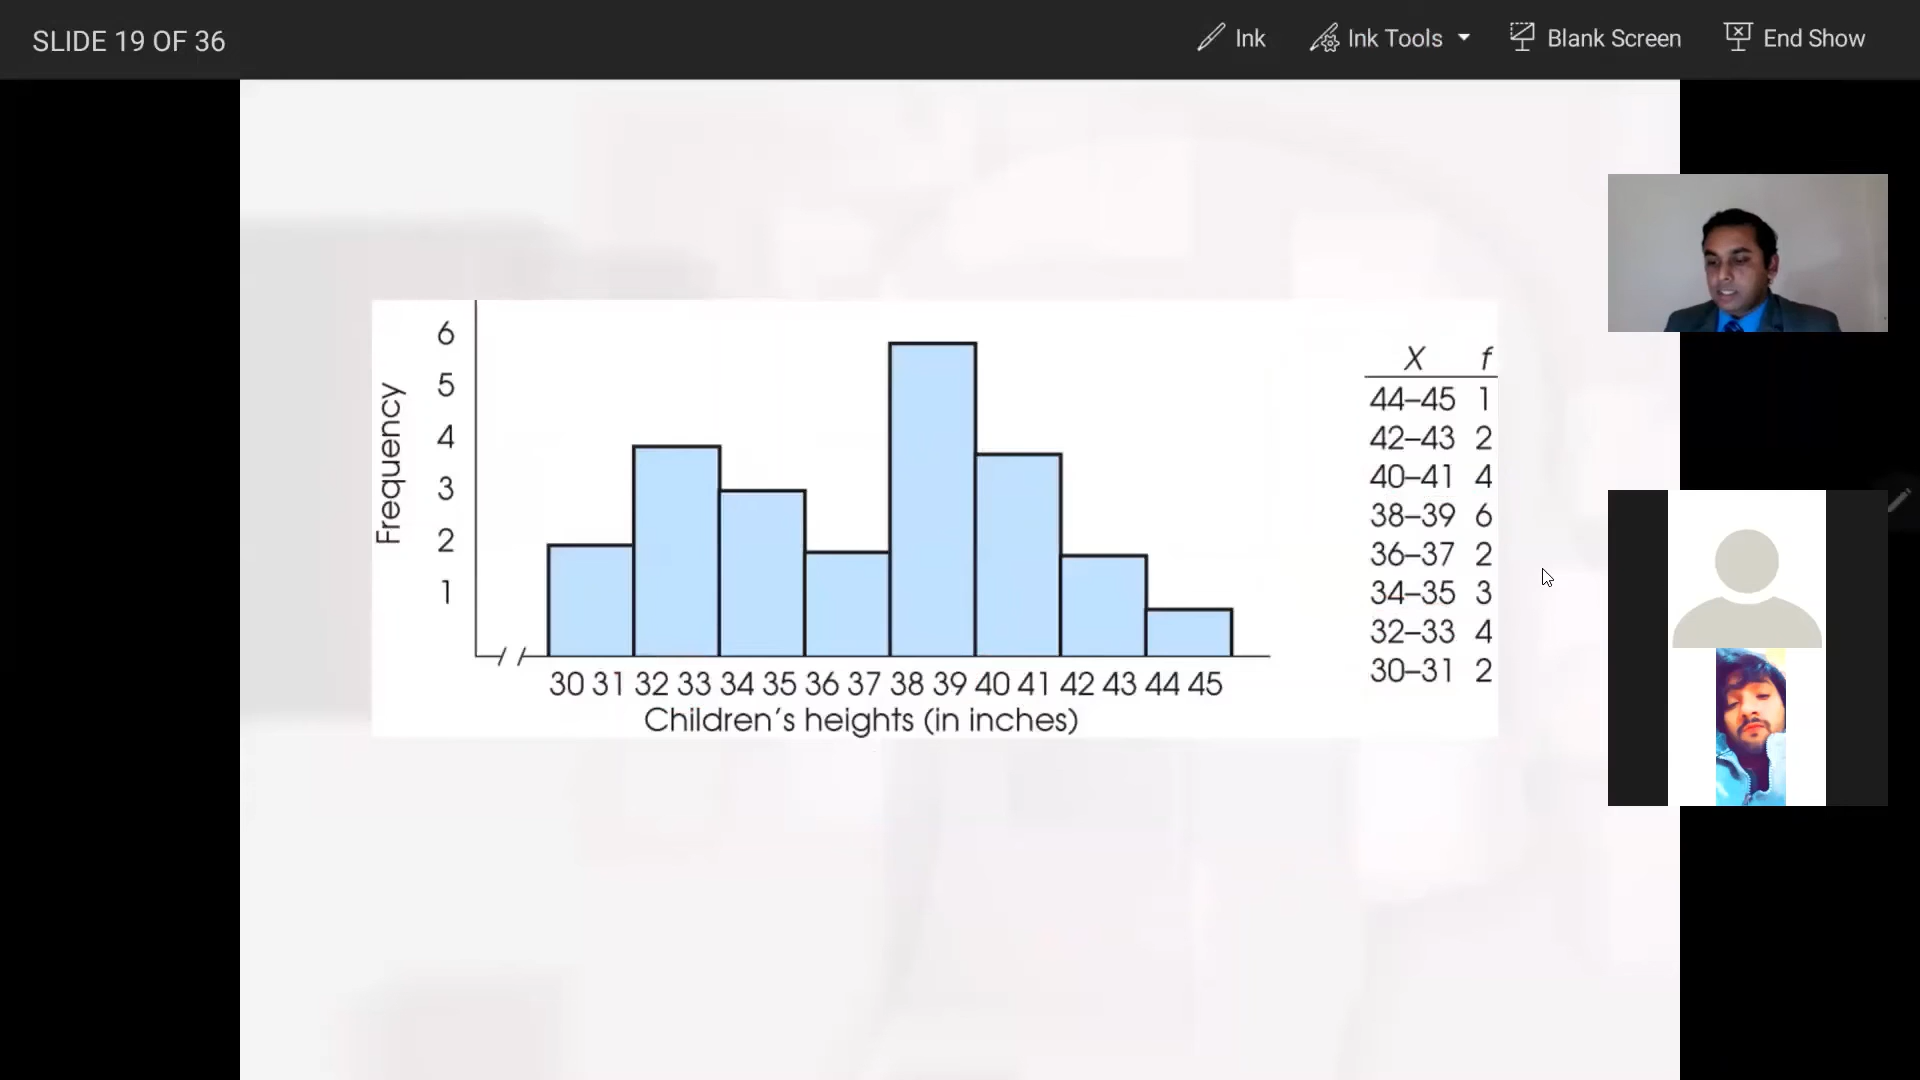 SLIDE 19 OF 36
Ink
Ink Tools
Blank Screen
End Show
Frequency
6
5
4
3
2
1
30 31 32 33 34 35 36 37 38 39 40 41 42 43 44 45
Children's heights (in inches)
X f
44–45 1
42–43 2
40–41 4
38–39 6
36–37 2
34–35 3
32–33 4
30–31 2